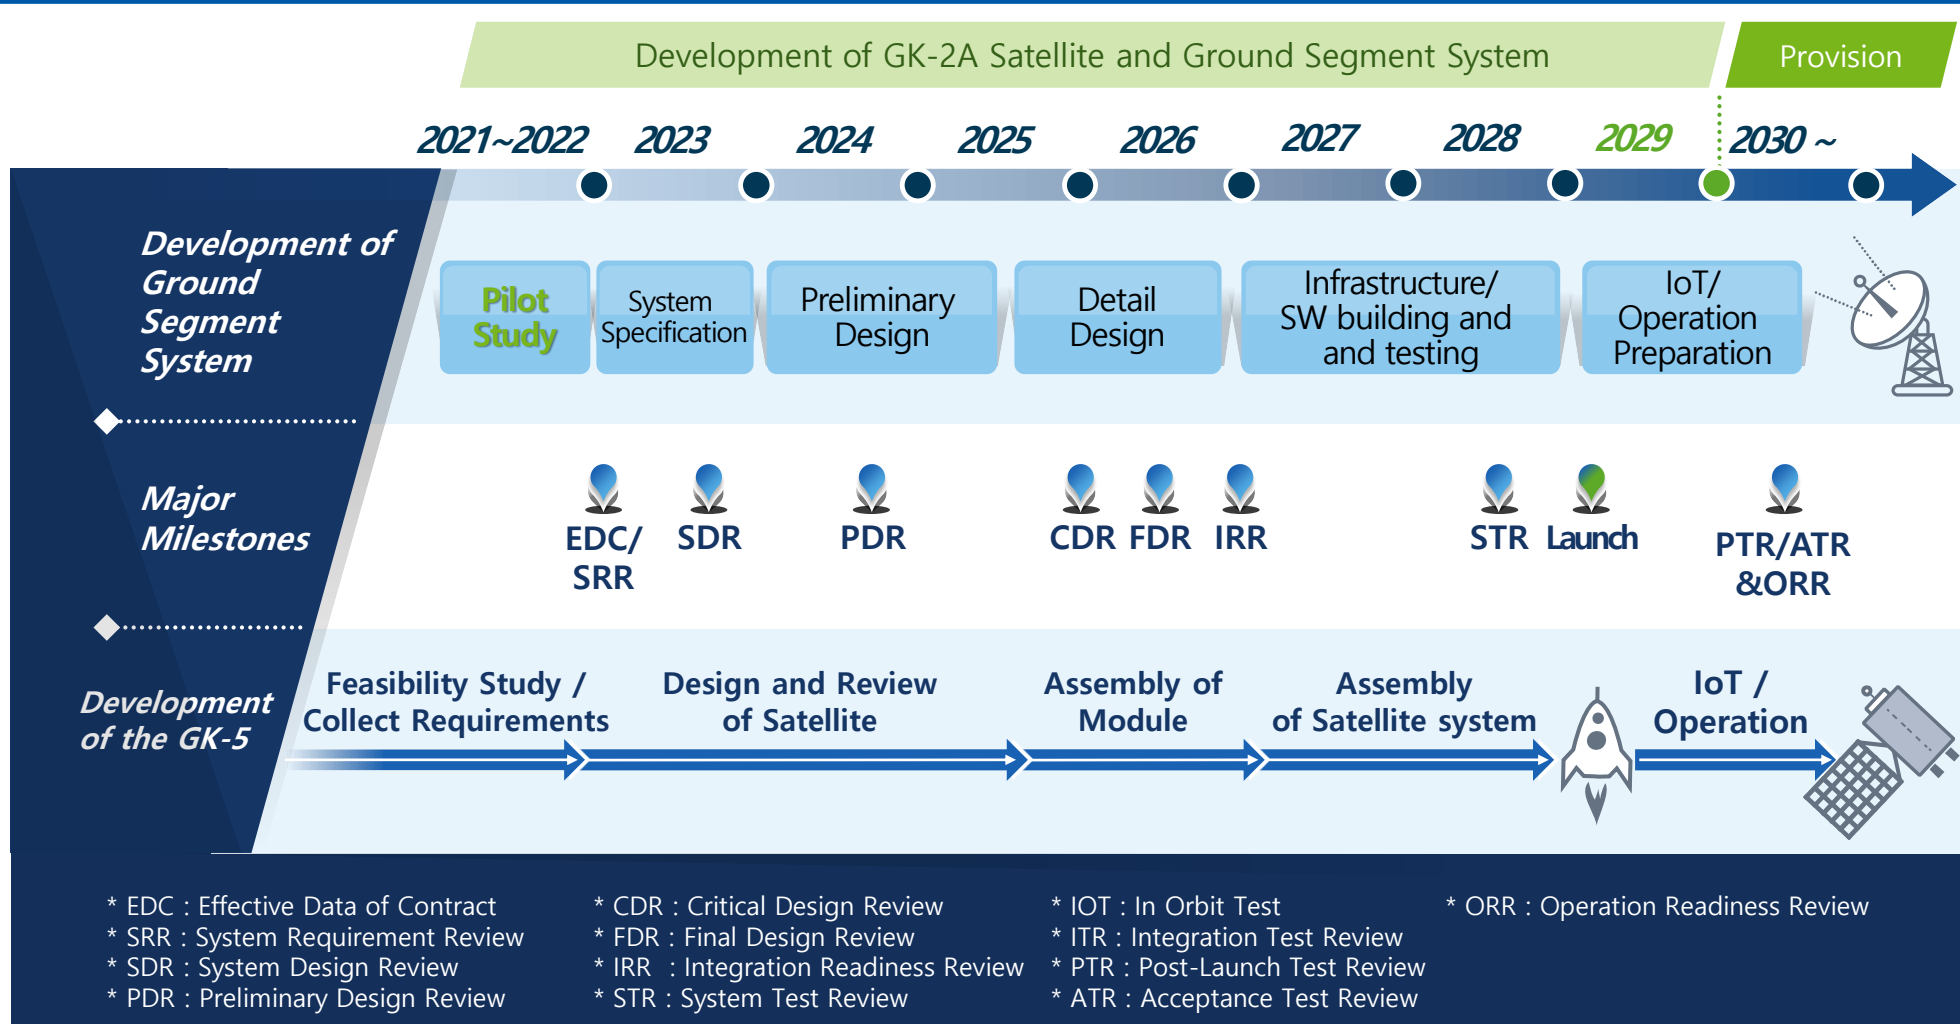 Development of GK-2A Satellite and Ground Segment System
Provision
2021~2022
2023
2024
2025
2026
2027
2028
2029
2030 ~
Development of
Ground
Segment
System
Pilot
Study
System
Specification
Preliminary
Design
Detail
Design
Infrastructure/
SW building and
and testing
IoT/
Operation
Preparation
Major
Milestones
EDC/
SRR
SDR
PDR
CDR
FDR
IRR
STR
Launch
PTR/ATR
&ORR
Development
of the GK-5
Feasibility Study /
Collect Requirements
Design and Review
of Satellite
Assembly of
Module
Assembly
of Satellite system
IoT /
Operation
* EDC : Effective Data of Contract
* SRR : System Requirement Review
* SDR : System Design Review
* PDR : Preliminary Design Review
* CDR : Critical Design Review
* FDR : Final Design Review
* IRR : Integration Readiness Review
* STR : System Test Review
* IOT : In Orbit Test
* ITR : Integration Test Review
* PTR : Post-Launch Test Review
* ATR : Acceptance Test Review
* ORR : Operation Readiness Review